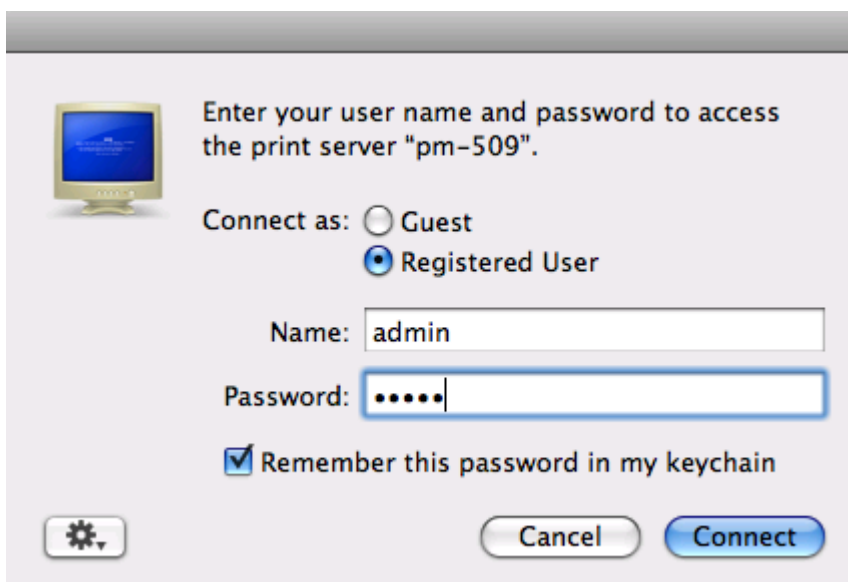 Enter your user name and password to access
the print server “pm-509”.
Connect as: Guest
Registered User
Name: admin
Password: •••••
Remember this password in my keychain
Cancel Connect